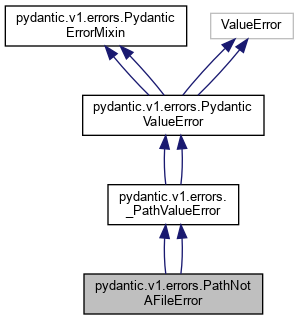 pydantic.v1.errors.Pydantic
ErrorMixin
ValueError
pydantic.v1.errors.Pydantic
ValueError
pydantic.v1.errors.
_PathValueError
pydantic.v1.errors.PathNot
AFileError